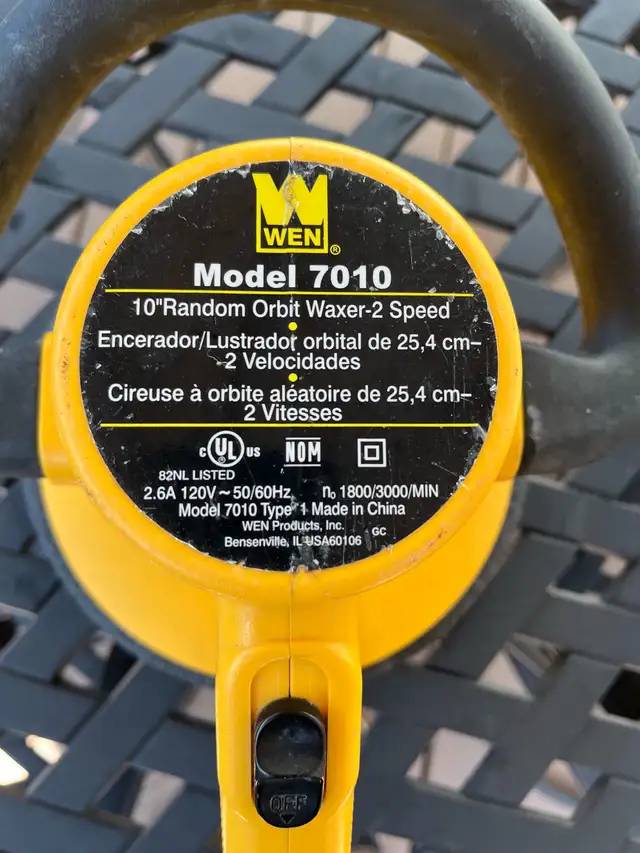 W
WEN®
Model 7010
10"Random Orbit Waxer-2 Speed
Encerador/Lustrador orbital de 25,4 cm–
2 Velocidades
Cireuse à orbite aléatoire de 25,4 cm–
2 Vitesses
c UL us NOM
82NL LISTED
2.6A 120V ~ 50/60Hz n₀ 1800/3000/MIN
Model 7010 Type 1 Made in China
WEN Products, Inc.
Bensenville, IL USA60106 GC
OFF